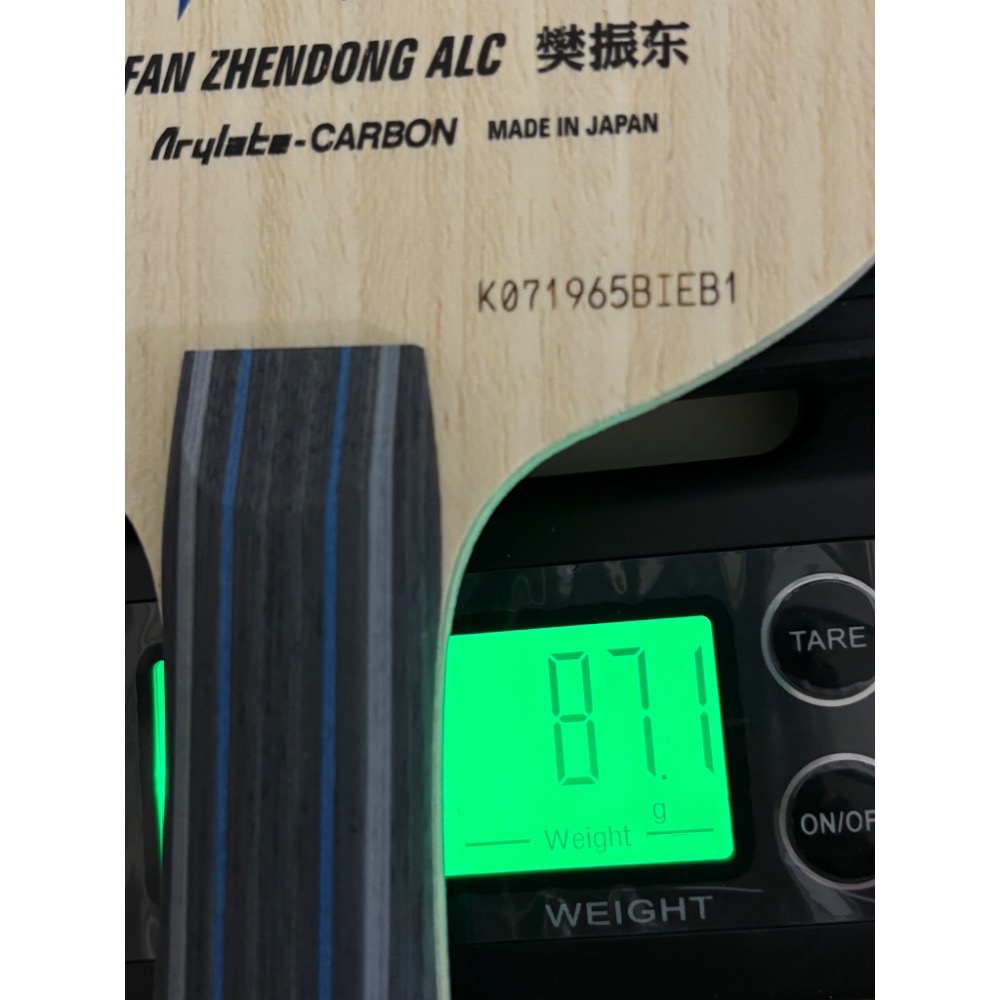 FAN ZHENDONG ALC 樊振东
Arylate-CARBON MADE IN JAPAN
K071965BIEB1
TARE
87.1
g
Weight
ON/OF
WEIGHT